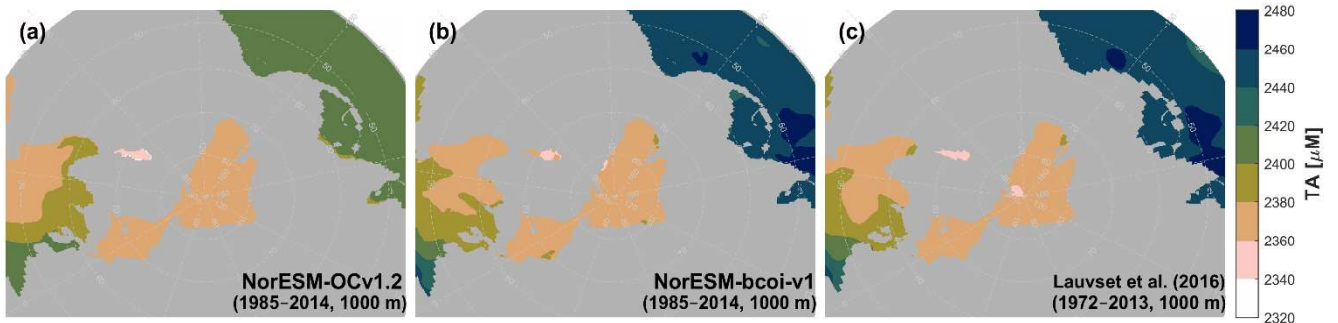 (a)
NorESM-OCv1.2
(1985–2014, 1000 m)
(b)
NorESM-bcoi-v1
(1985–2014, 1000 m)
(c)
Lauvset et al. (2016)
(1972–2013, 1000 m)
2480
2460
2440
2420
2400
2380
2360
2340
2320
TA [μM]